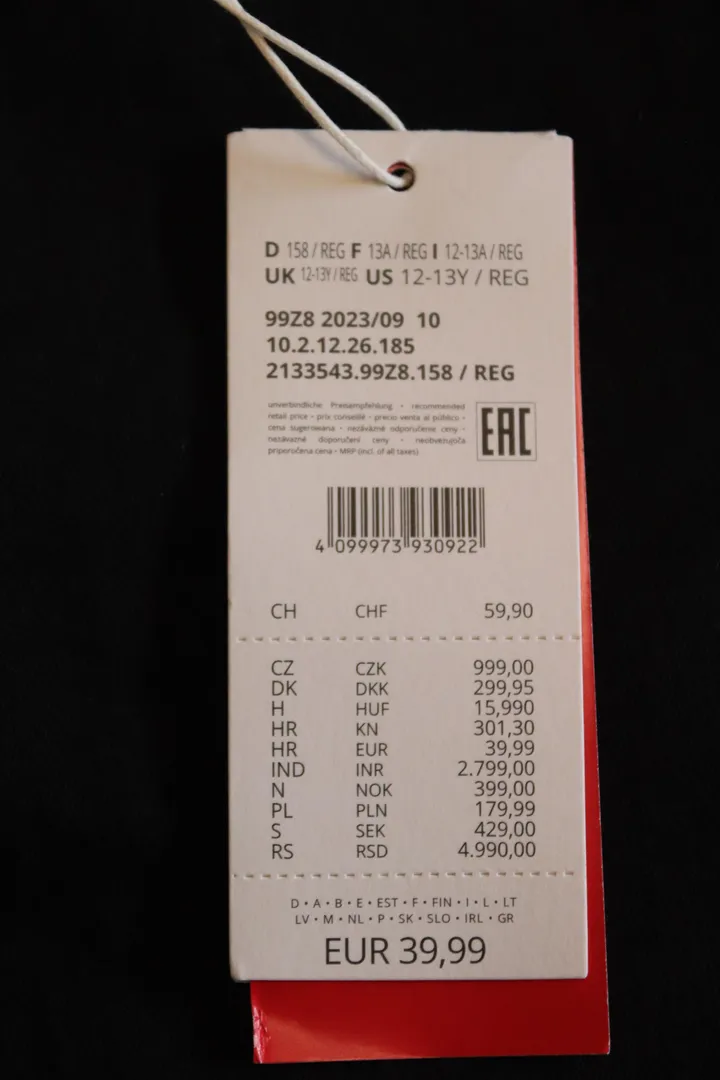 D 158 / REG F 13A / REG I 12-13A / REG
UK 12-13Y / REG US 12-13Y / REG
99Z8 2023/09 10
10.2.12.26.185
2133543.99Z8.158 / REG
unverbindliche Preisempfehlung - recommended
retail price - prix conseillé - precio venta al público -
cena sugerowana - nezáväzné odporučenie ceny -
nezávazné doporučení ceny - neobvezujoča
priporočena cena - MRP (incl. of all taxes)
EAC
4 099973 930922
CH CHF 59,90
CZ CZK 999,00
DK DKK 299,95
H HUF 15,990
HR KN 301,30
HR EUR 39,99
IND INR 2.799,00
N NOK 399,00
PL PLN 179,99
S SEK 429,00
RS RSD 4.990,00
D • A • B • E • EST • F • FIN • I • L • LT
LV • M • NL • P • SK • SLO • IRL • GR
EUR 39,99